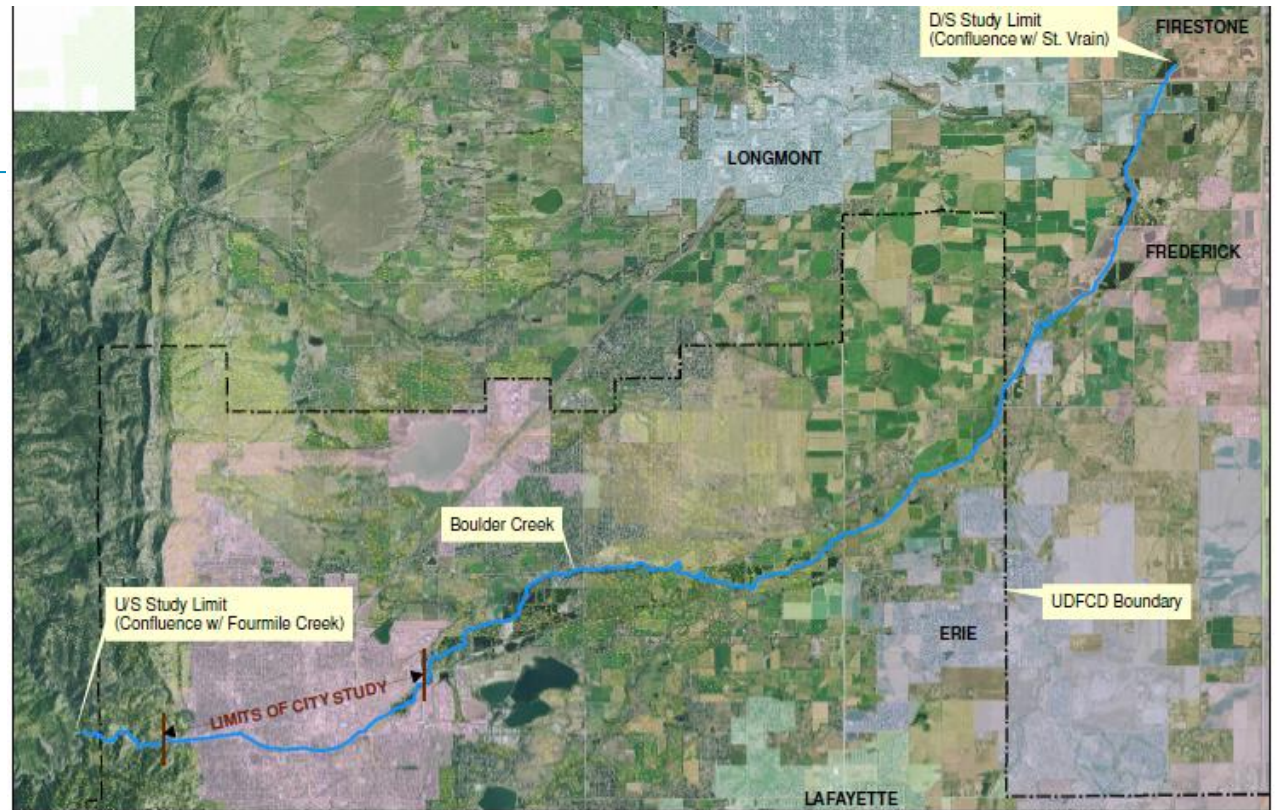 D/S Study Limit
(Confluence w/ St. Vrain)
FIRESTONE
LONGMONT
FREDERICK
Boulder Creek
U/S Study Limit
(Confluence w/ Fourmile Creek)
UDFCD Boundary
ERIE
LIMITS OF CITY STUDY
LAFAYETTE